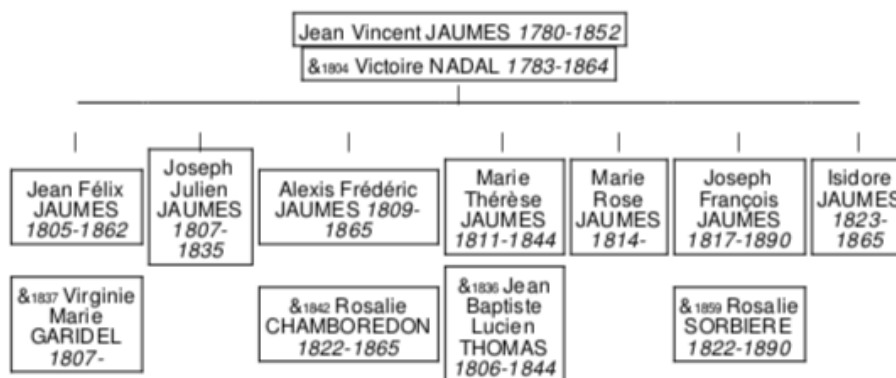 Jean Vincent JAUMES 1780-1852
&1804 Victoire NADAL 1783-1864
Jean Félix
JAUMES
1805-1862
Joseph
Julien
JAUMES
1807-
1835
Alexis Frédéric
JAUMES 1809-
1865
Marie
Thérèse
JAUMES
1811-1844
Marie
Rose
JAUMES
1814-
Joseph
François
JAUMES
1817-1890
Isidore
JAUMES
1823-
1865
&1837 Virginie
Marie
GARIDEL
1807-
&1842 Rosalie
CHAMBOREDON
1822-1865
&1836 Jean
Baptiste
Lucien
THOMAS
1806-1844
&1859 Rosalie
SORBIERE
1822-1890